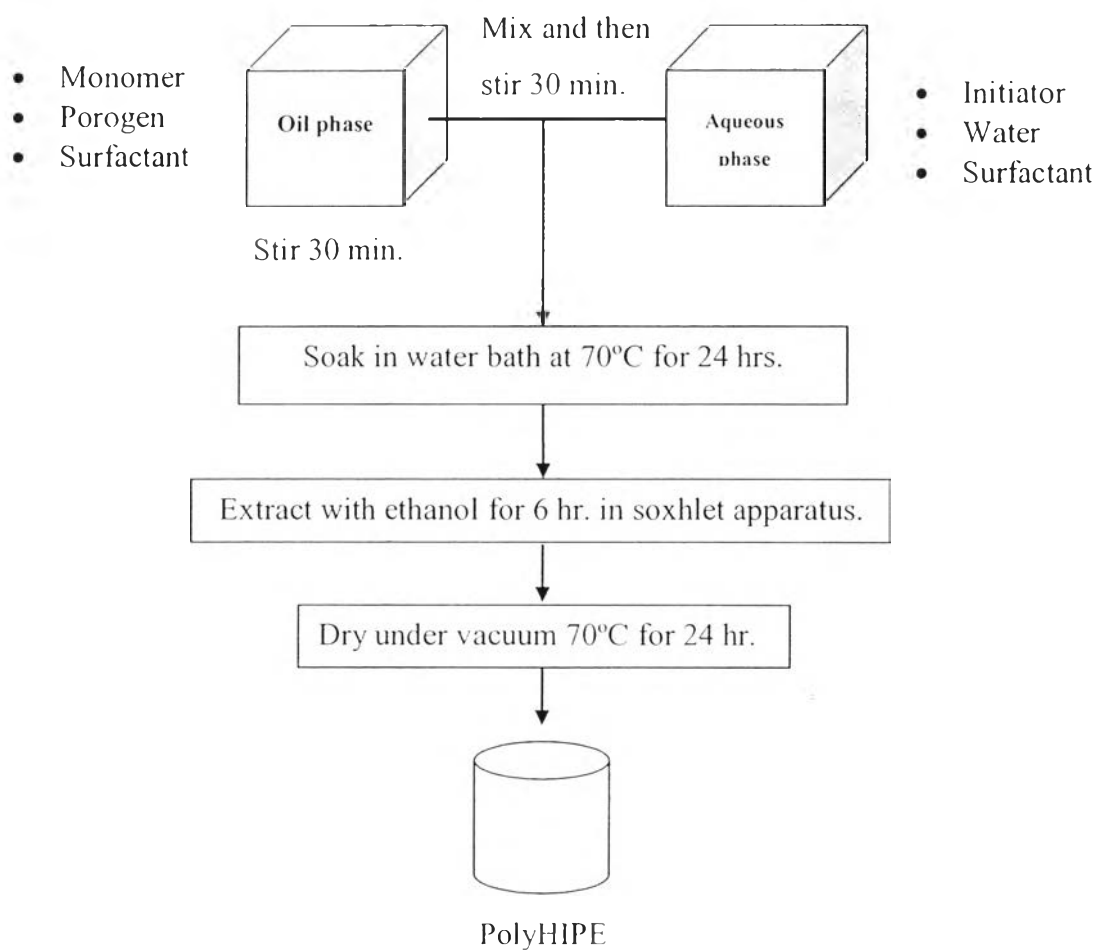 Mix and then
stir 30 min.
• Monomer
• Porogen
• Surfactant
Oil phase
Aqueous
phase
• Initiator
• Water
• Surfactant
Stir 30 min.
Soak in water bath at 70ºC for 24 hrs.
Extract with ethanol for 6 hr. in soxhlet apparatus.
Dry under vacuum 70ºC for 24 hr.
PolyHIPE